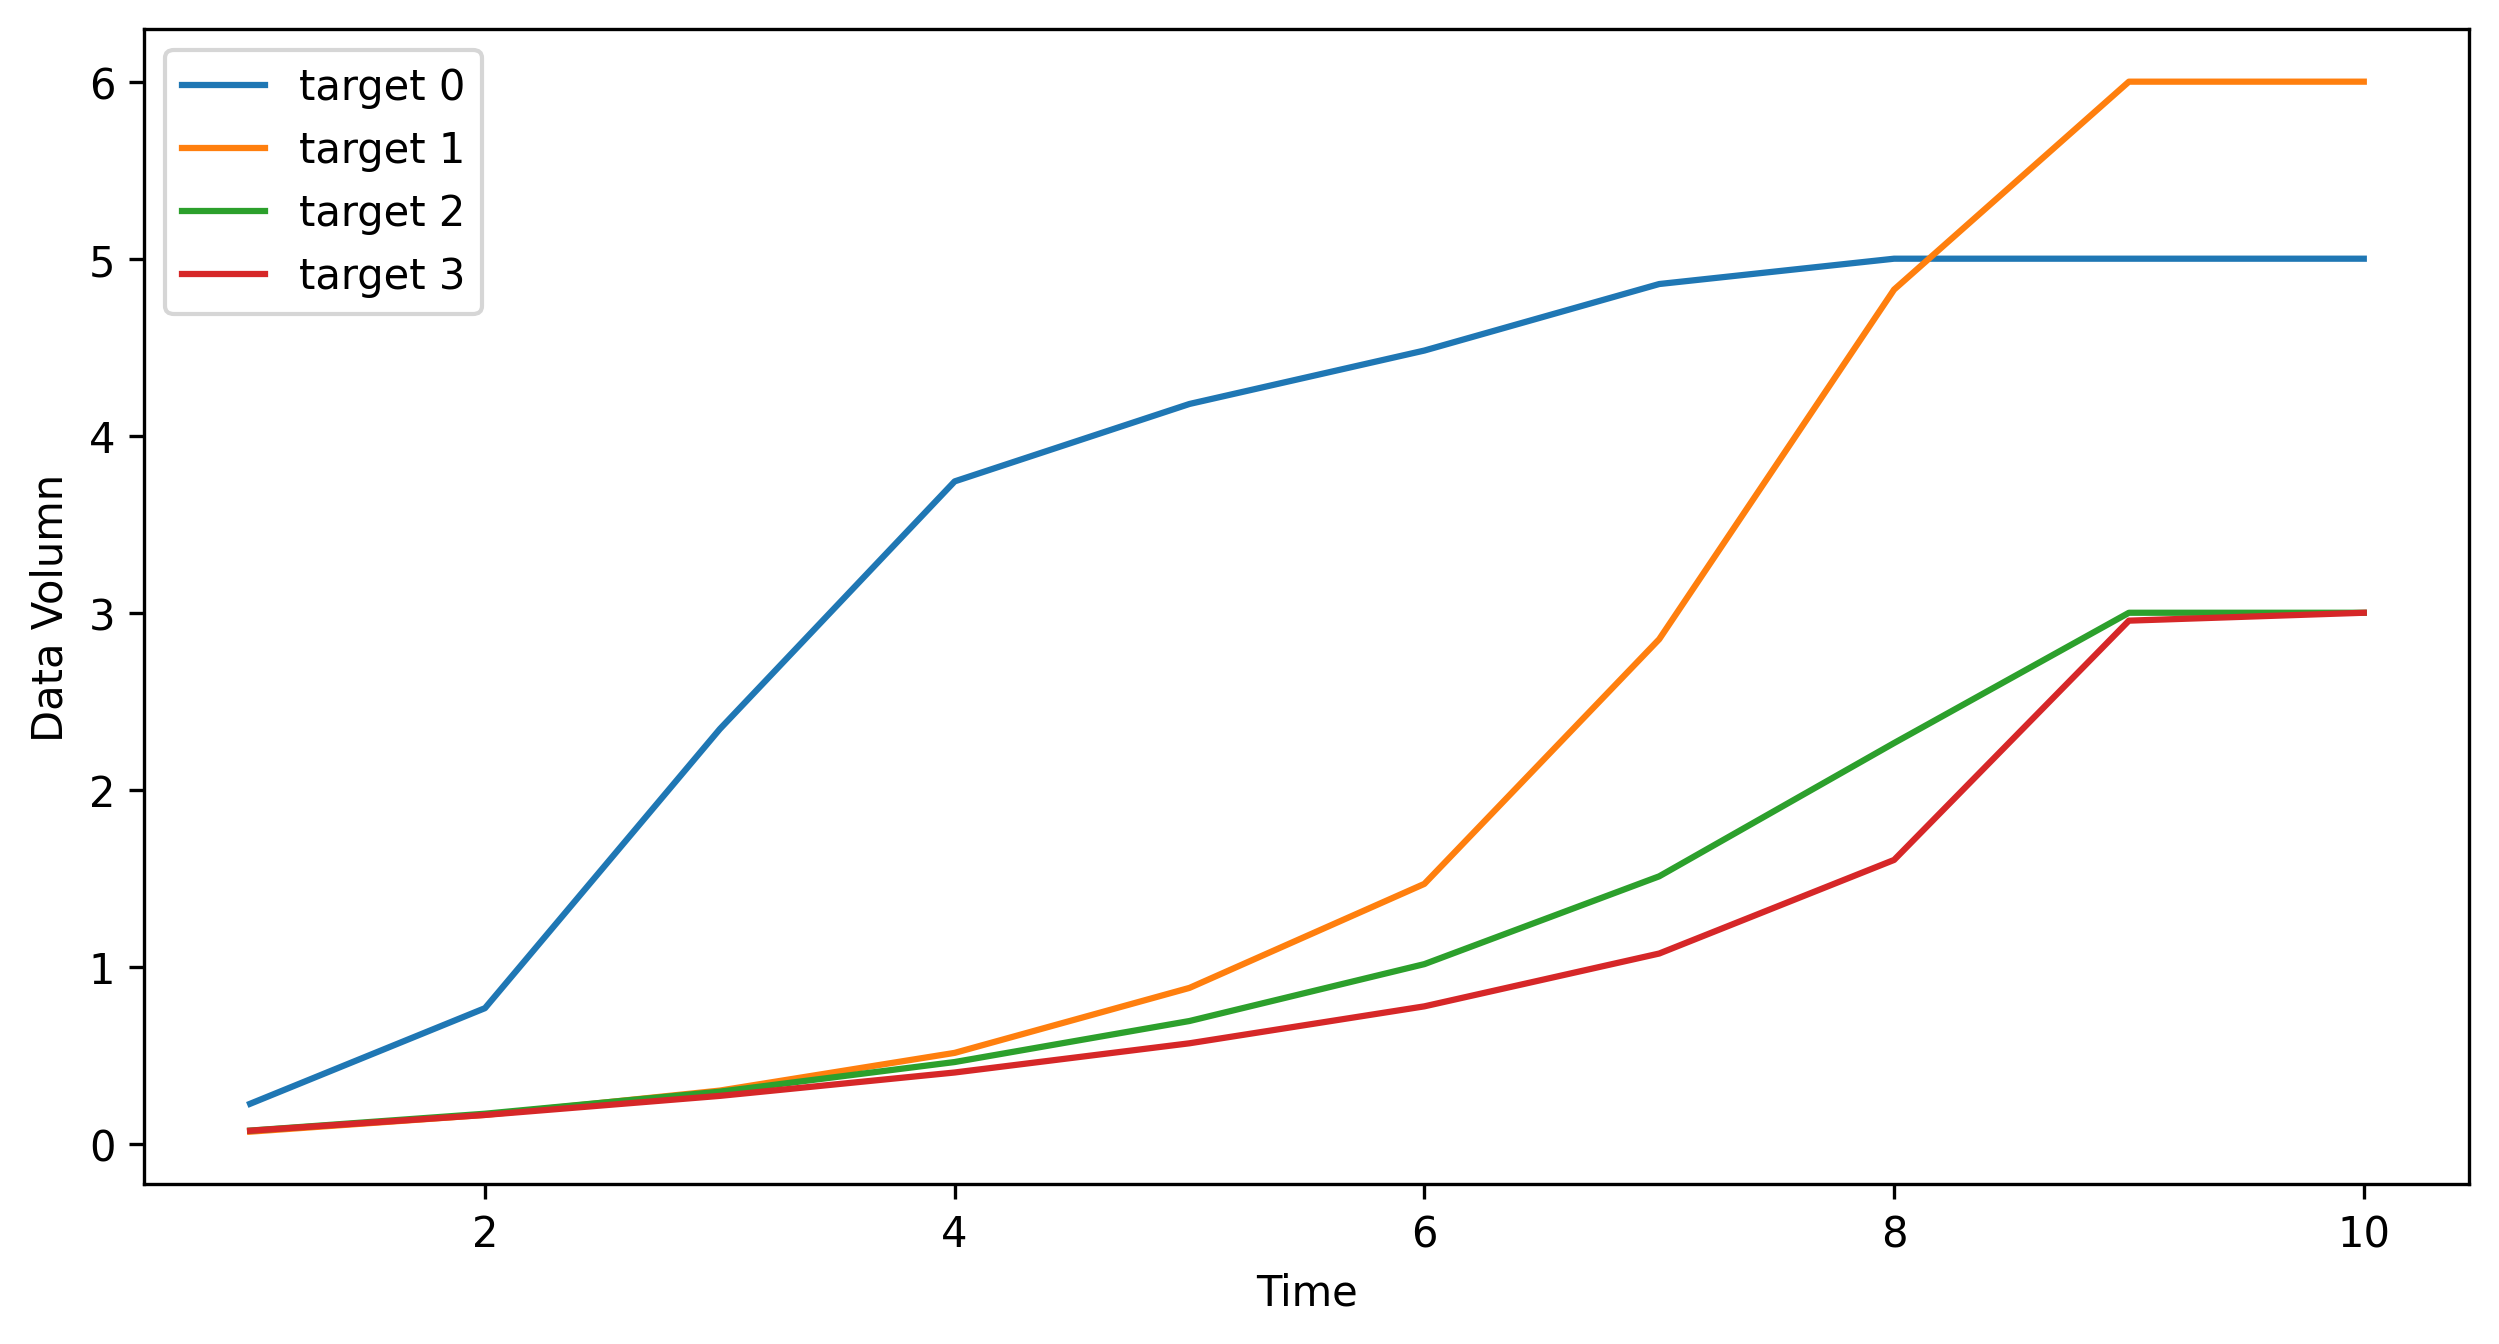 target 0
target 1
target 2
target 3
6
5
4
3
2
1
0
Data Volumn
2 4 6 8 10
Time